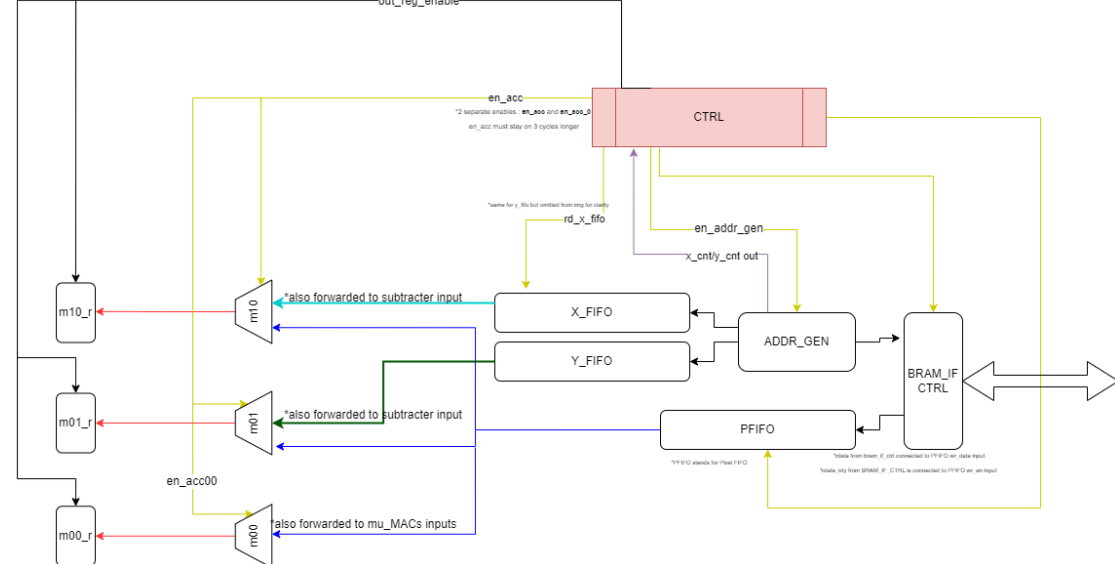 out_reg_enable
en_acc
*2 separate enables : en_acc and en_acc_0
en_acc must stay on 3 cycles longer
CTRL
*same for y_fifo but omitted from img for clarity
rd_x_fifo
en_addr_gen
x_cnt/y_cnt out
*also forwarded to subtracter input
m10_r
m10
X_FIFO
ADDR_GEN
Y_FIFO
BRAM_IF
CTRL
*also forwarded to subtracter input
m01_r
m01
PFIFO
*PFIFO stands for Pixel FIFO
*rdata from bram_if_ctrl connected to PFIFO wr_data input
*rdata_rdy from BRAM_IF_CTRL is connected to PFIFO wr_en input
en_acc00
*also forwarded to mu_MACs inputs
m00_r
m00